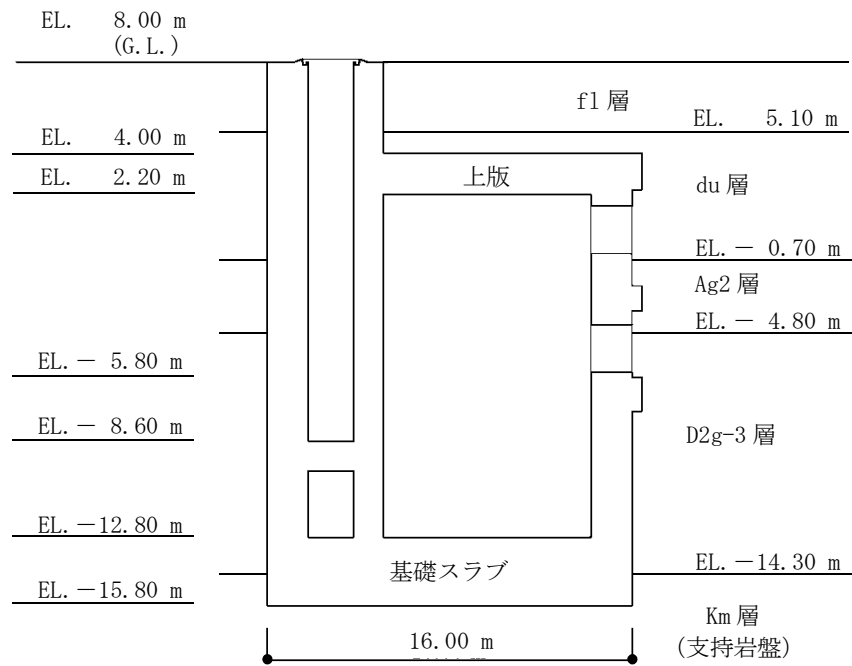 EL. 8.00 m
(G.L.)
fl 層
EL. 5.10 m
EL. 4.00 m
上版
EL. 2.20 m
du 層
EL.－ 0.70 m
Ag2 層
EL.－ 4.80 m
EL.－ 5.80 m
EL.－ 8.60 m
D2g-3 層
EL.－12.80 m
基礎スラブ
EL.－14.30 m
EL.－15.80 m
Km 層
(支持岩盤)
16.00 m